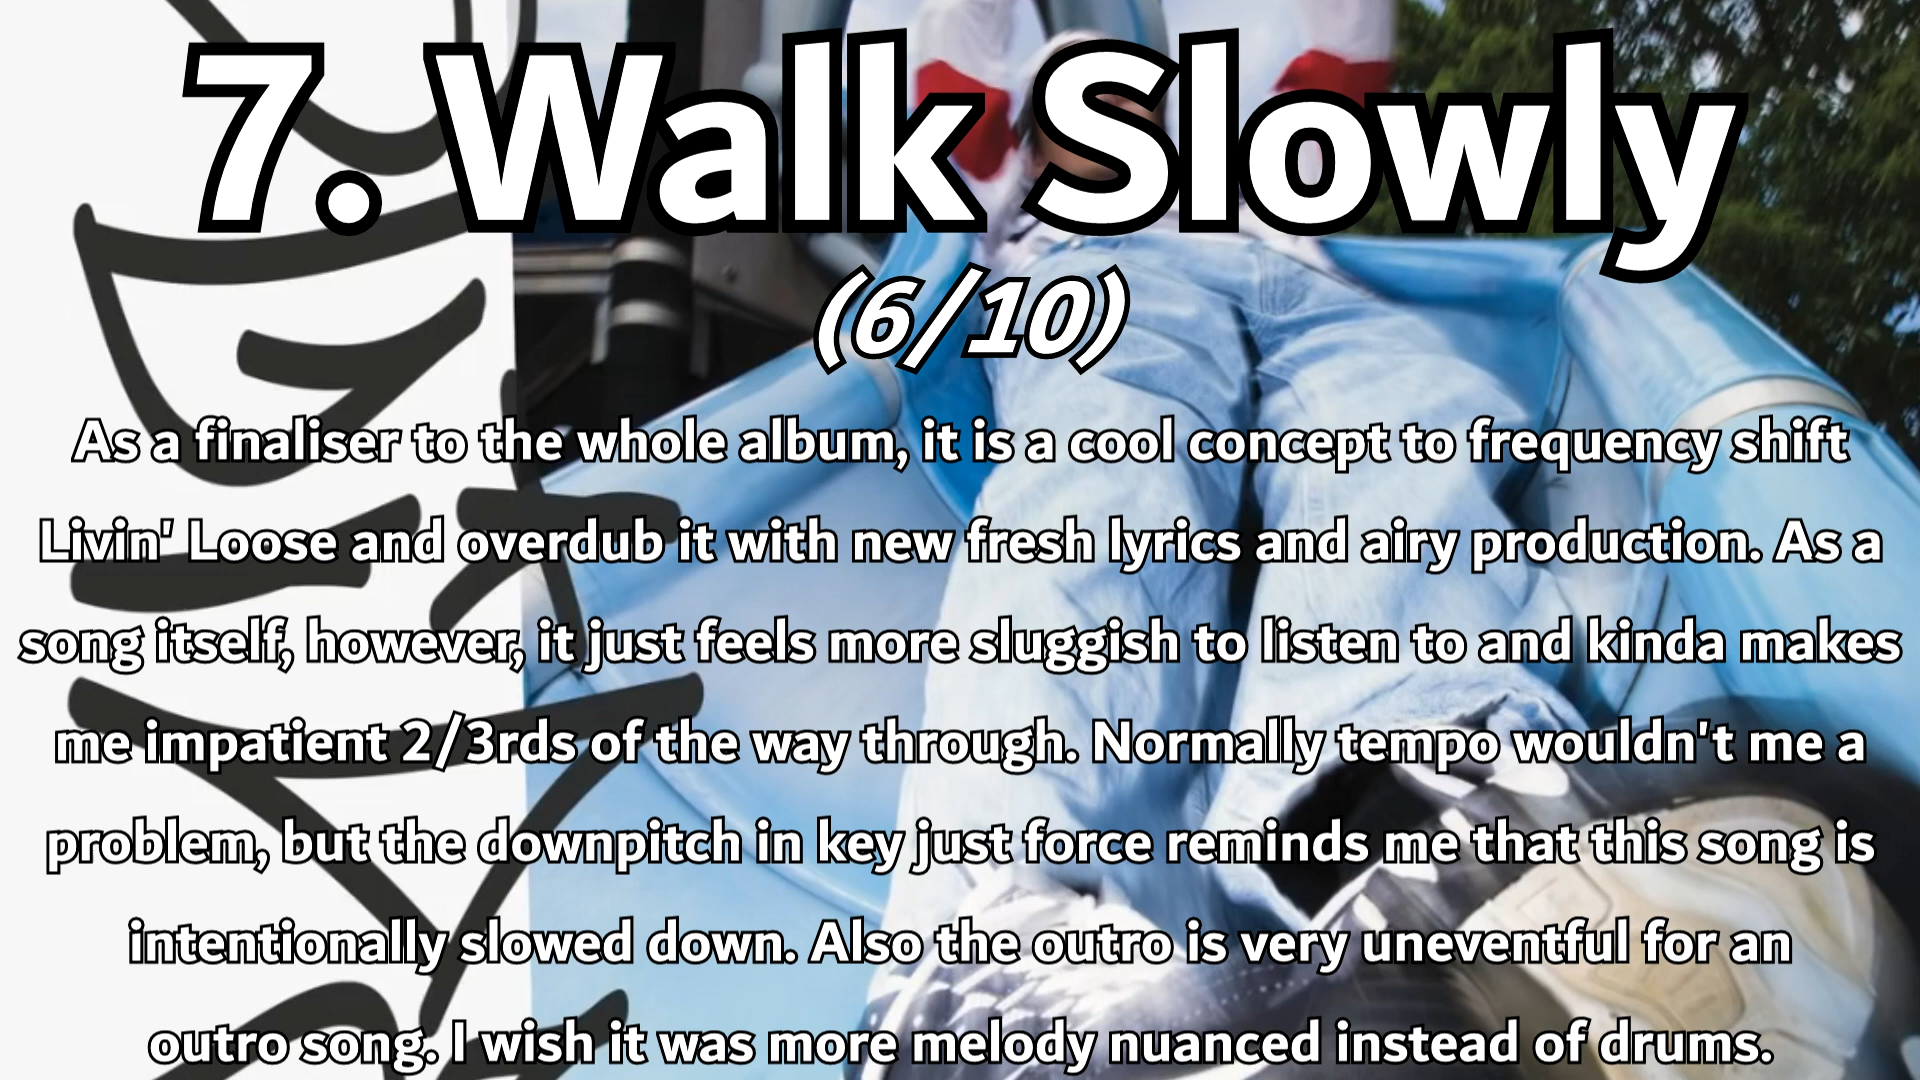 7. Walk Slowly
(6/10)
As a finaliser to the whole album, it is a cool concept to frequency shift
Livin' Loose and overdub it with new fresh lyrics and airy production. As a
song itself, however, it just feels more sluggish to listen to and kinda makes
me impatient 2/3rds of the way through. Normally tempo wouldn't me a
problem, but the downpitch in key just force reminds me that this song is
intentionally slowed down. Also the outro is very uneventful for an
outro song. I wish it was more melody nuanced instead of drums.